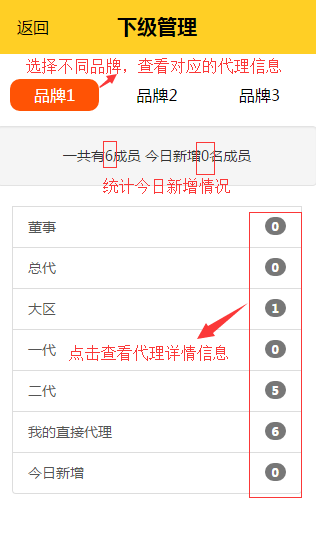 返回 下级管理
选择不同品牌，查看对应的代理信息
品牌1 品牌2 品牌3
一共有6成员 今日新增0名成员
统计今日新增情况
董事 0
总代 0
大区 1
一代 0
点击查看代理详情信息
二代 5
我的直接代理 6
今日新增 0